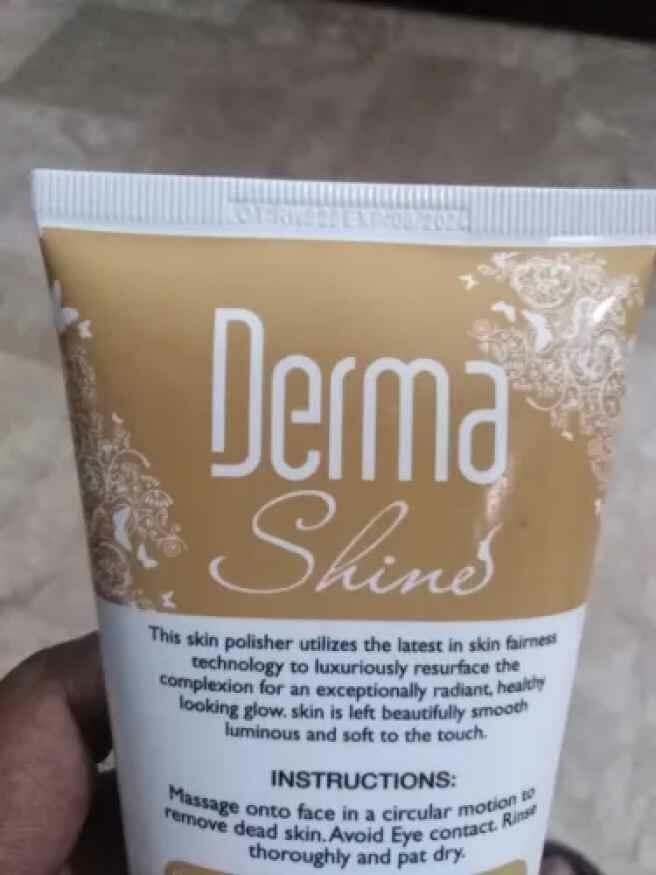 Derma
Shine
This skin polisher utilizes the latest in skin fairness
technology to luxuriously resurface the
complexion for an exceptionally radiant, healthy
looking glow. skin is left beautifully smooth
luminous and soft to the touch.
INSTRUCTIONS:
Massage onto face in a circular motion to
remove dead skin. Avoid Eye contact. Rinse
thoroughly and pat dry.